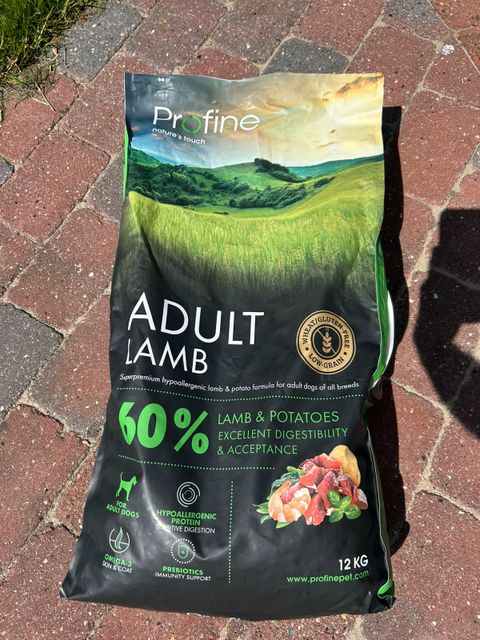 Profine
nature's touch
ADULT
LAMB
WHEAT/GLUTEN FREE
LOW-GRAIN
Superpremium hypoallergenic lamb & potato formula for adult dogs of all breeds
60%
LAMB & POTATOES
EXCELLENT DIGESTIBILITY
& ACCEPTANCE
FOR
ADULT DOGS
HYPOALLERGENIC
PROTEIN
SENSITIVE DIGESTION
OMEGA-3
SKIN & COAT
PREBIOTICS
IMMUNITY SUPPORT
12 KG
www.profinepet.com